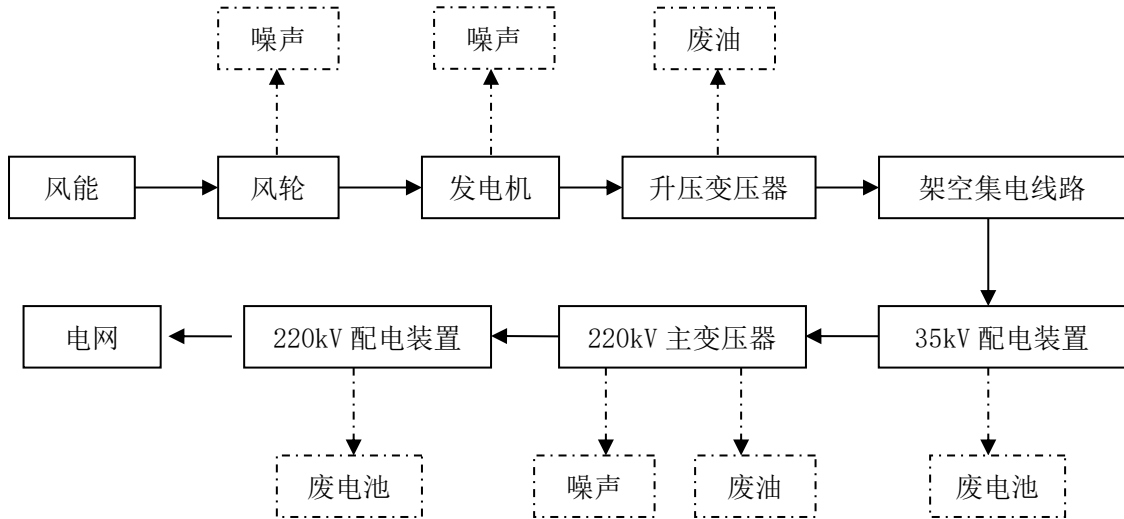 噪声
噪声
废油
风能
风轮
发电机
升压变压器
架空集电线路
电网
220kV 配电装置
220kV 主变压器
35kV 配电装置
废电池
噪声
废油
废电池